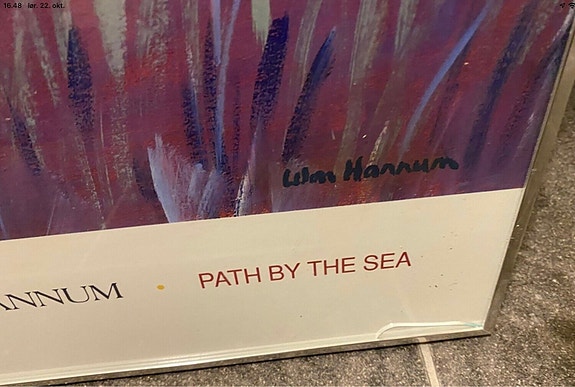 16.48 lør. 22. okt.
Wm Hannum
ANNUM • PATH BY THE SEA